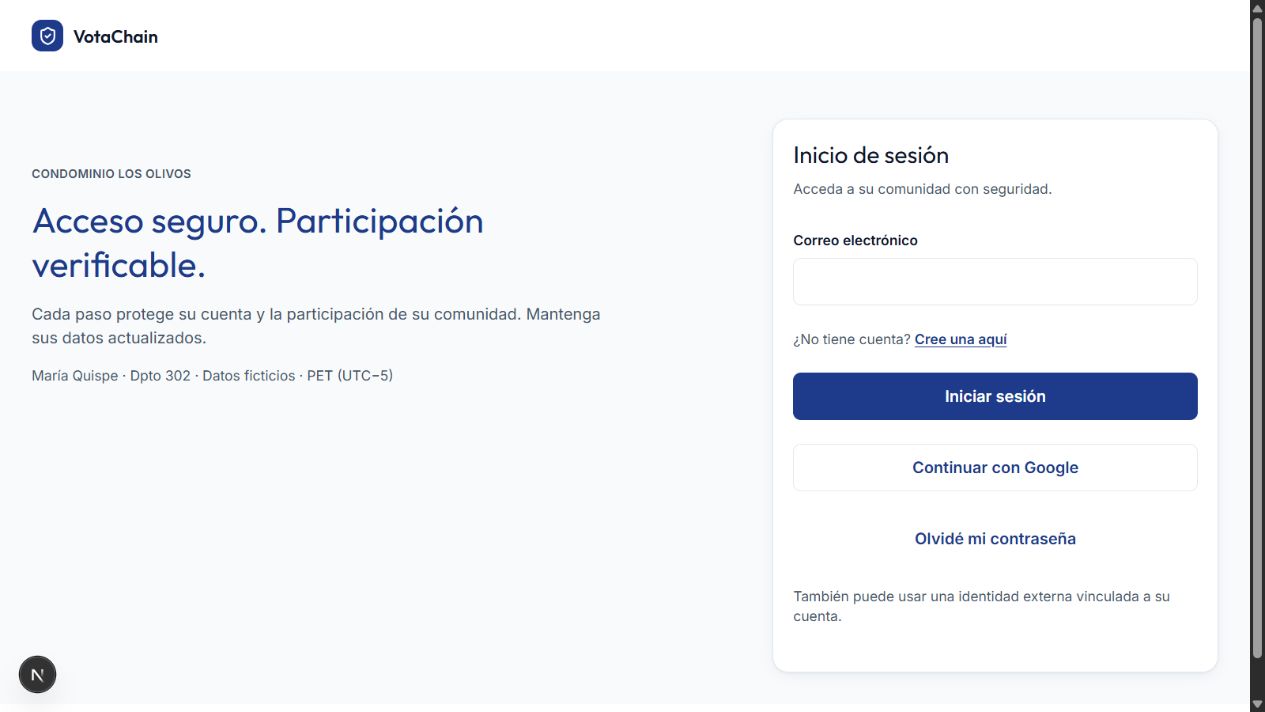 VotaChain
CONDOMINIO LOS OLIVOS
Acceso seguro. Participación
verificable.
Cada paso protege su cuenta y la participación de su comunidad. Mantenga
sus datos actualizados.
María Quispe · Dpto 302 · Datos ficticios · PET (UTC−5)
Inicio de sesión
Acceda a su comunidad con seguridad.
Correo electrónico
¿No tiene cuenta? Cree una aquí
Iniciar sesión
Continuar con Google
Olvidé mi contraseña
También puede usar una identidad externa vinculada a su
cuenta.
N